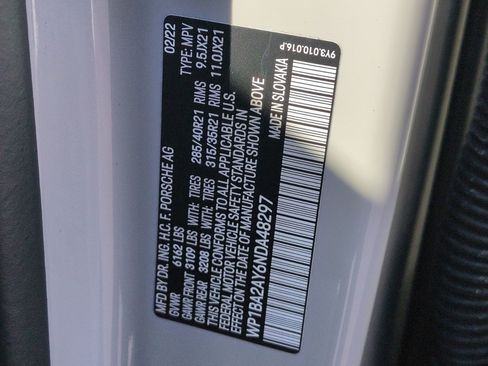 MFD BY DR. ING. H.C. F. PORSCHE AG 02/22
GVWR 6162 LBS TYPE: MPV
GAWR FRONT 3109 LBS WITH: TIRES 285/40R21 RIMS 9.5JX21
GAWR REAR 3208 LBS WITH: TIRES 315/35R21 RIMS 11.0JX21
THIS VEHICLE CONFORMS TO ALL APPLICABLE U.S.
FEDERAL MOTOR VEHICLE SAFETY STANDARDS IN
EFFECT ON THE DATE OF MANUFACTURE SHOWN ABOVE
WP1BA2AY6NDA48297 MADE IN SLOVAKIA
9Y3.010.016.P